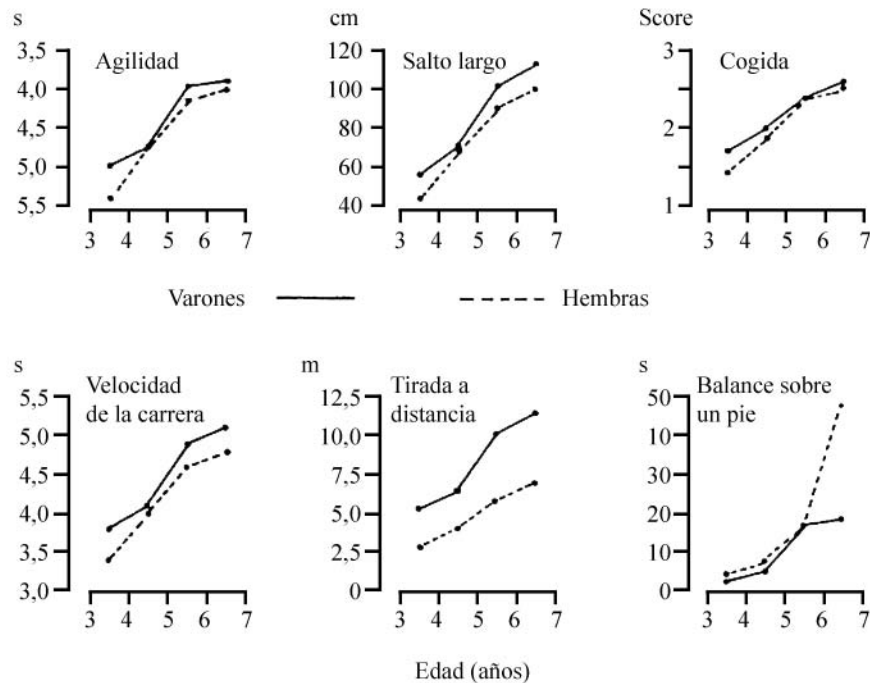 s
3,5
4,0
4,5
5,0
5,5
Agilidad
3 4 5 6 7
cm
120
100
80
60
40
Salto largo
3 4 5 6 7
Score
3
2
1
Cogida
3 4 5 6 7
Varones
Hembras
s
5,5
5,0
4,5
4,0
3,5
3,0
Velocidad
de la carrera
3 4 5 6 7
m
12,5
10,0
7,5
5,0
2,5
0
Tirada a
distancia
3 4 5 6 7
s
50
10
30
20
10
0
Balance sobre
un pie
3 4 5 6 7
Edad (años)